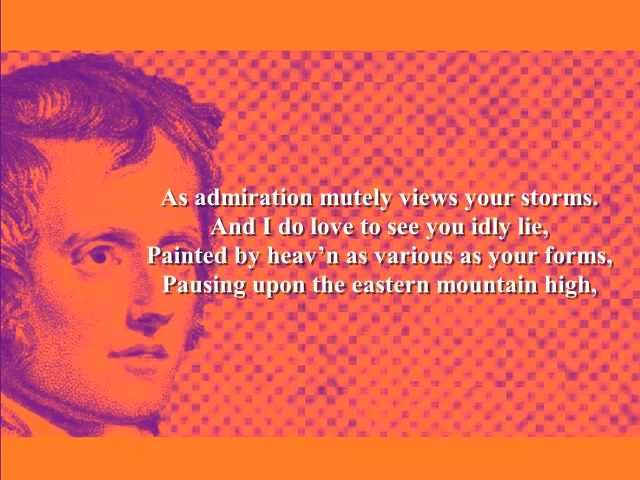 As admiration mutely views your storms.
And I do love to see you idly lie,
Painted by heav’n as various as your forms,
Pausing upon the eastern mountain high,